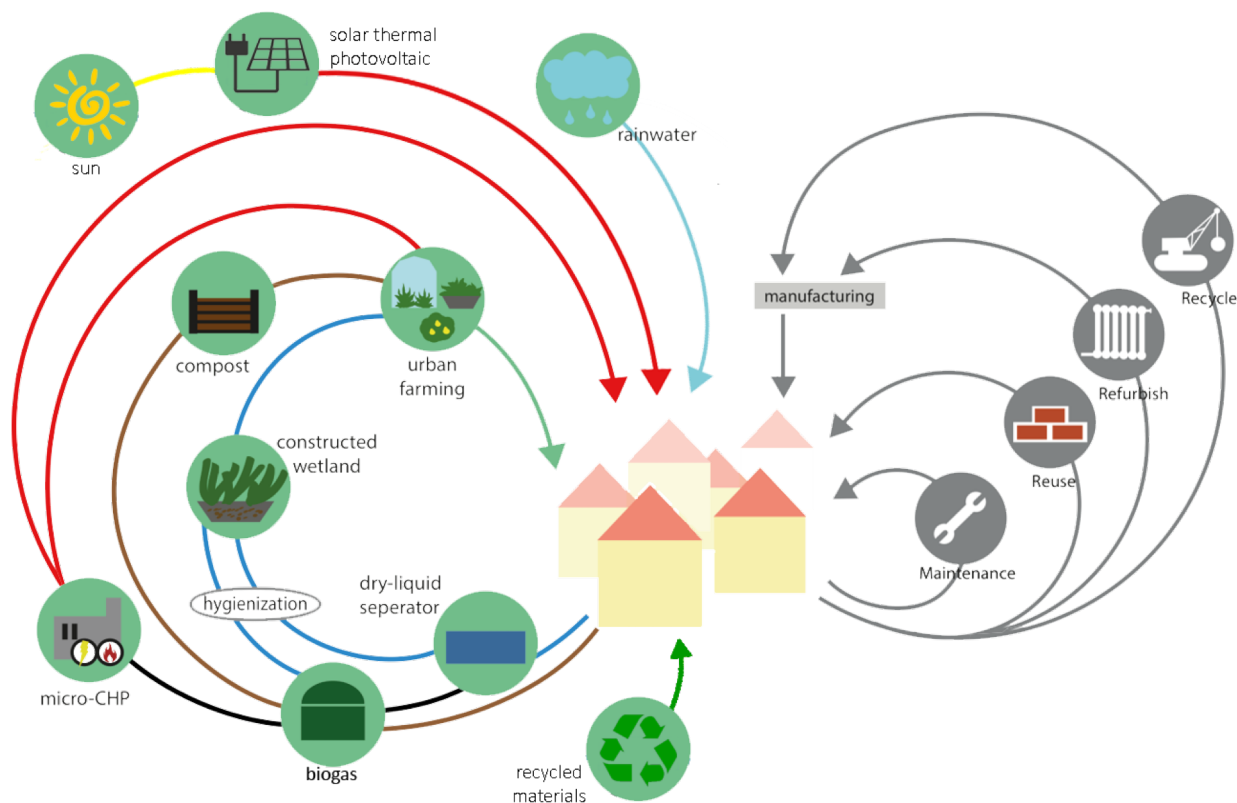 solar thermal
photovoltaic
sun
rainwater
manufacturing
Recycle
Refurbish
Reuse
Maintenance
compost
urban
farming
constructed
wetland
hygienization
dry-liquid
seperator
micro-CHP
biogas
recycled
materials